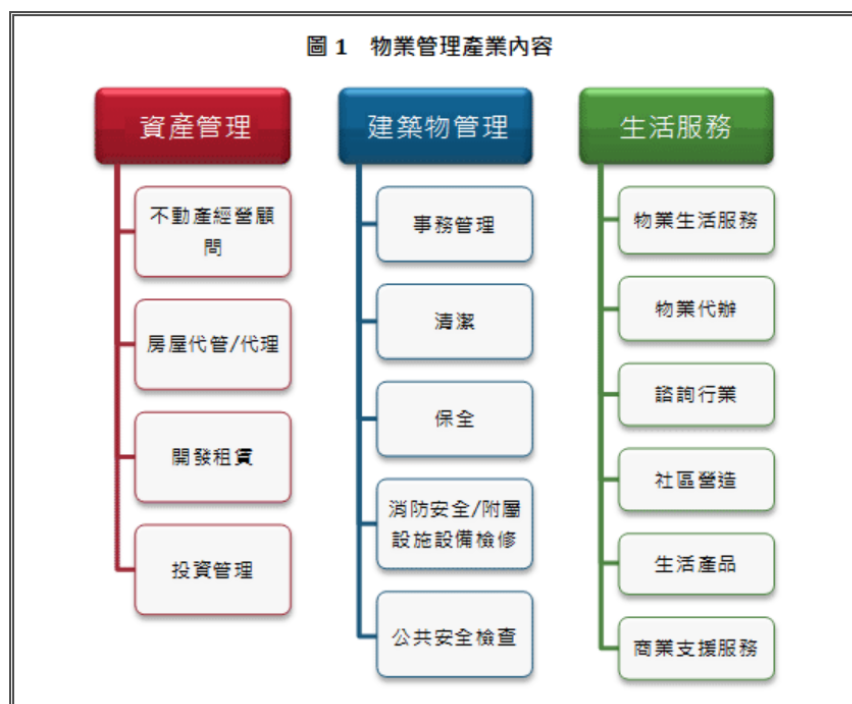 圖 1 物業管理產業內容
資產管理
不動產經營顧
問
房屋代管/代理
開發租賃
投資管理
建築物管理
事務管理
清潔
保全
消防安全/附屬
設施設備檢修
公共安全檢查
生活服務
物業生活服務
物業代辦
諮詢行業
社區營造
生活產品
商業支援服務